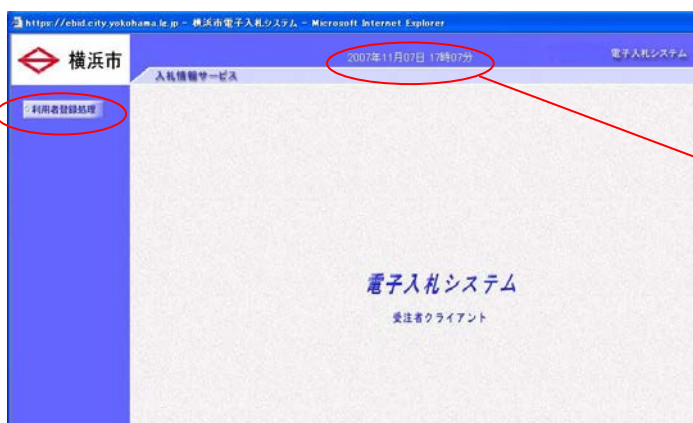 https://ebid.city.yokohama.lg.jp - 横浜市電子入札システム - Microsoft Internet Explorer
横浜市
2007年11月07日 17時07分
電子入札システム
入札情報サービス
利用者登録処理
電子入札システム
受注者クライアント